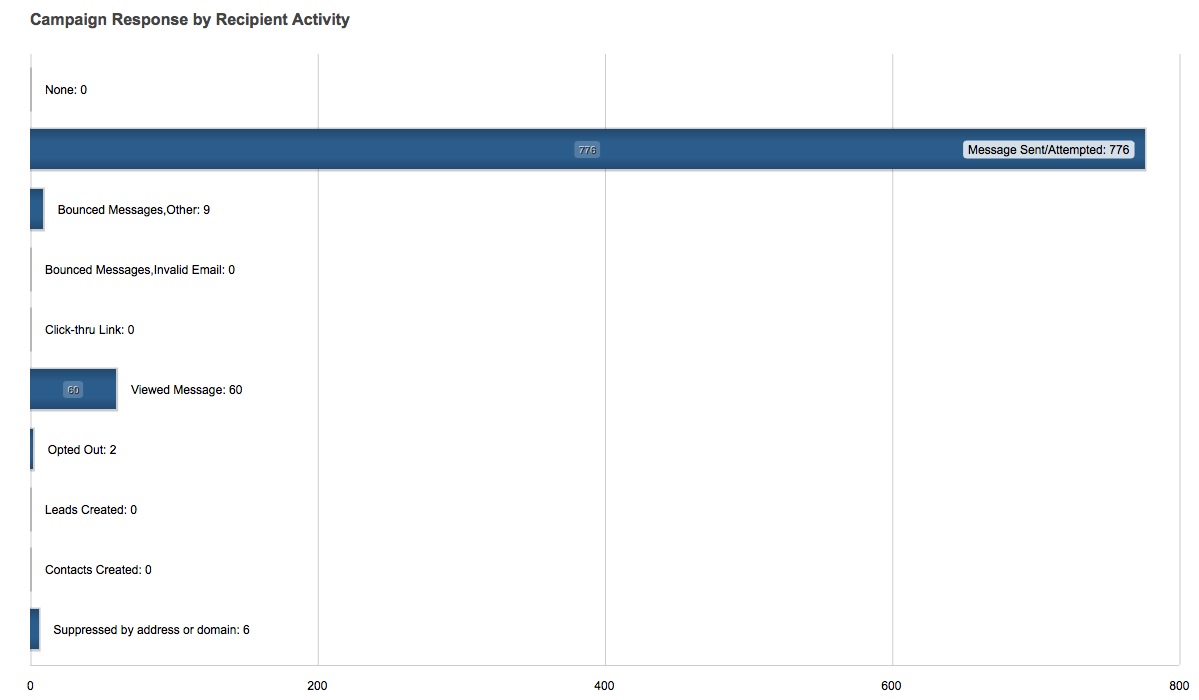 Campaign Response by Recipient Activity
None: 0
776
Message Sent/Attempted: 776
Bounced Messages,Other: 9
Bounced Messages,Invalid Email: 0
Click-thru Link: 0
60
Viewed Message: 60
Opted Out: 2
Leads Created: 0
Contacts Created: 0
Suppressed by address or domain: 6
0 200 400 600 800